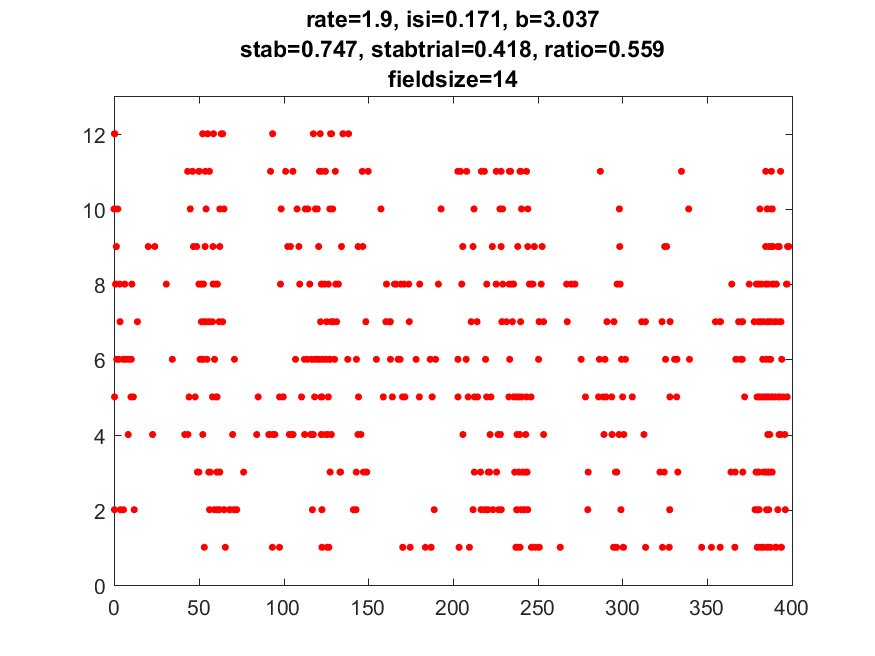 rate=1.9, isi=0.171, b=3.037
stab=0.747, stabtrial=0.418, ratio=0.559
fieldsize=14
12
10
8
6
4
2
0
0 50 100 150 200 250 300 350 400